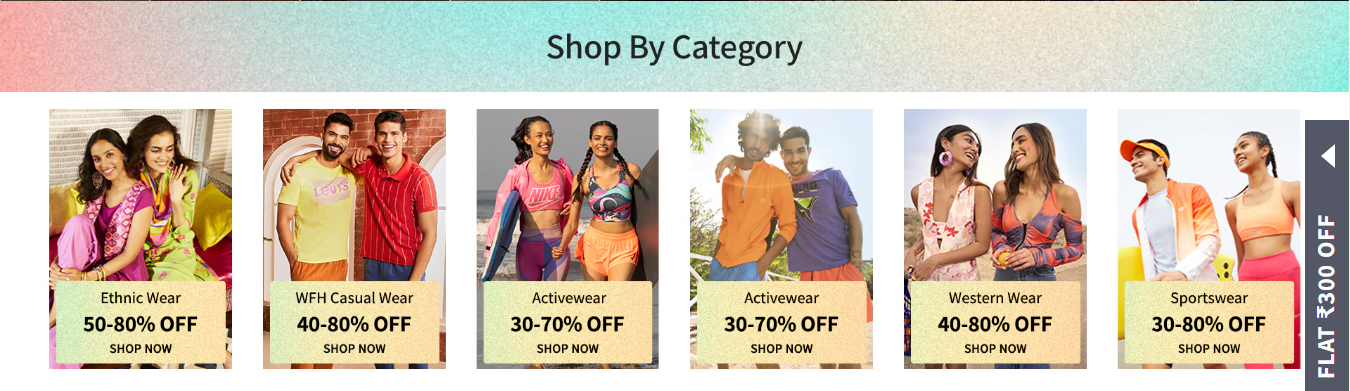 Shop By Category
Ethnic Wear
50-80% OFF
SHOP NOW
WFH Casual Wear
40-80% OFF
SHOP NOW
NIKE
Activewear
30-70% OFF
SHOP NOW
Activewear
30-70% OFF
SHOP NOW
Western Wear
40-80% OFF
SHOP NOW
Sportswear
30-80% OFF
SHOP NOW
FLAT ₹300 OFF